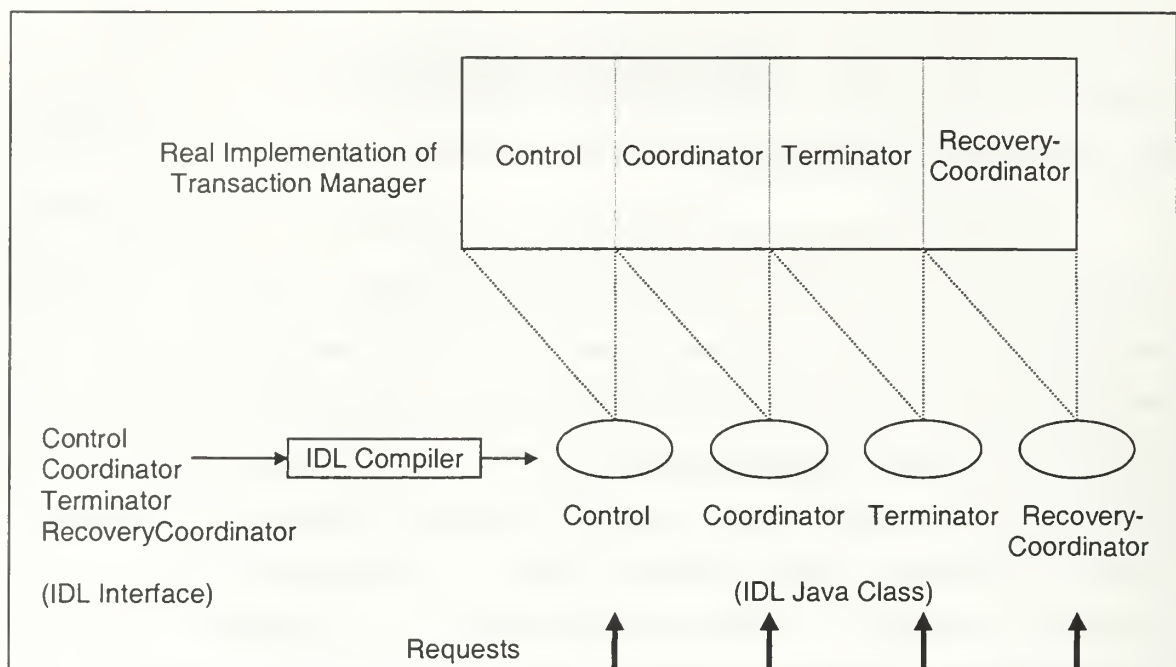 Real Implementation of
Transaction Manager
Control
Coordinator
Terminator
Recovery-
Coordinator
Control
Coordinator
Terminator
RecoveryCoordinator
(IDL Interface)
IDL Compiler
Control
Coordinator
Terminator
Recovery-
Coordinator
(IDL Java Class)
Requests